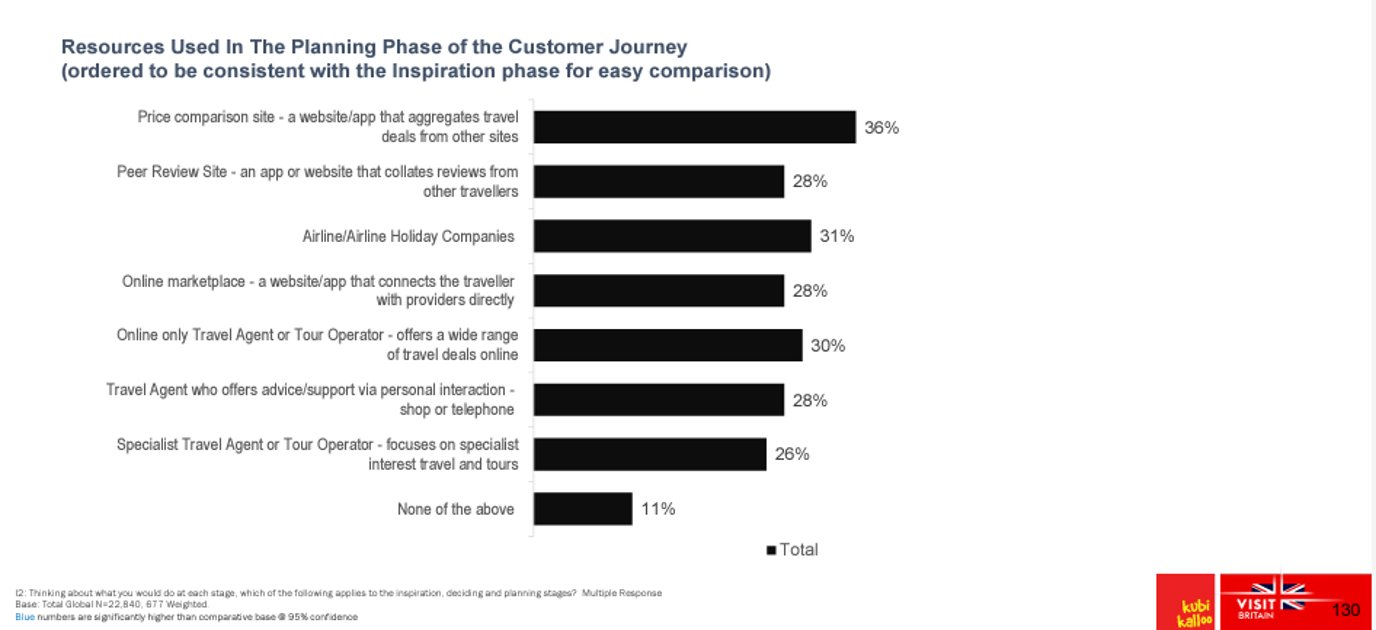 Resources Used In The Planning Phase of the Customer Journey
(ordered to be consistent with the Inspiration phase for easy comparison)
Price comparison site - a website/app that aggregates travel
deals from other sites
36%
Peer Review Site - an app or website that collates reviews from
other travellers
28%
Airline/Airline Holiday Companies
31%
Online marketplace - a website/app that connects the traveller
with providers directly
28%
Online only Travel Agent or Tour Operator - offers a wide range
of travel deals online
30%
Travel Agent who offers advice/support via personal interaction -
shop or telephone
28%
Specialist Travel Agent or Tour Operator - focuses on specialist
interest travel and tours
26%
None of the above
11%
Total
I2: Thinking about what you would do at each stage, which of the following applies to the inspiration, deciding and planning stages? Multiple Response
Base: Total Global N=22,840, 677 Weighted.
Blue numbers are significantly higher than comparative base @ 95% confidence
kubi
kalloo
VISIT
BRITAIN
130